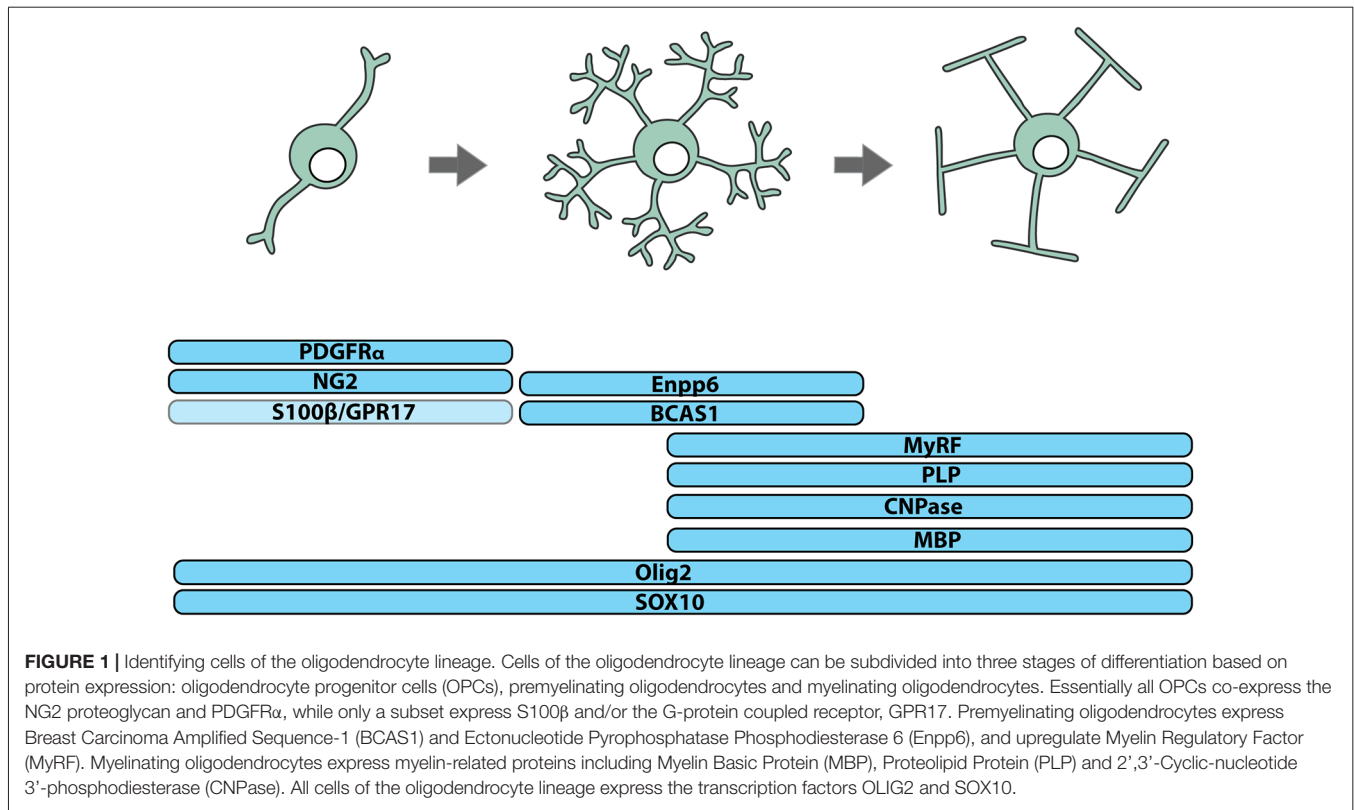 PDGFRα
NG2
Enpp6
S100β/GPR17
BCAS1
MyRF
PLP
CNPase
MBP
Olig2
SOX10
FIGURE 1 | Identifying cells of the oligodendrocyte lineage. Cells of the oligodendrocyte lineage can be subdivided into three stages of differentiation based on
protein expression: oligodendrocyte progenitor cells (OPCs), premyelinating oligodendrocytes and myelinating oligodendrocytes. Essentially all OPCs co-express the
NG2 proteoglycan and PDGFRα, while only a subset express S100β and/or the G-protein coupled receptor, GPR17. Premyelinating oligodendrocytes express
Breast Carcinoma Amplified Sequence-1 (BCAS1) and Ectonucleotide Pyrophosphatase Phosphodiesterase 6 (Enpp6), and upregulate Myelin Regulatory Factor
(MyRF). Myelinating oligodendrocytes express myelin-related proteins including Myelin Basic Protein (MBP), Proteolipid Protein (PLP) and 2',3'-Cyclic-nucleotide
3'-phosphodiesterase (CNPase). All cells of the oligodendrocyte lineage express the transcription factors OLIG2 and SOX10.